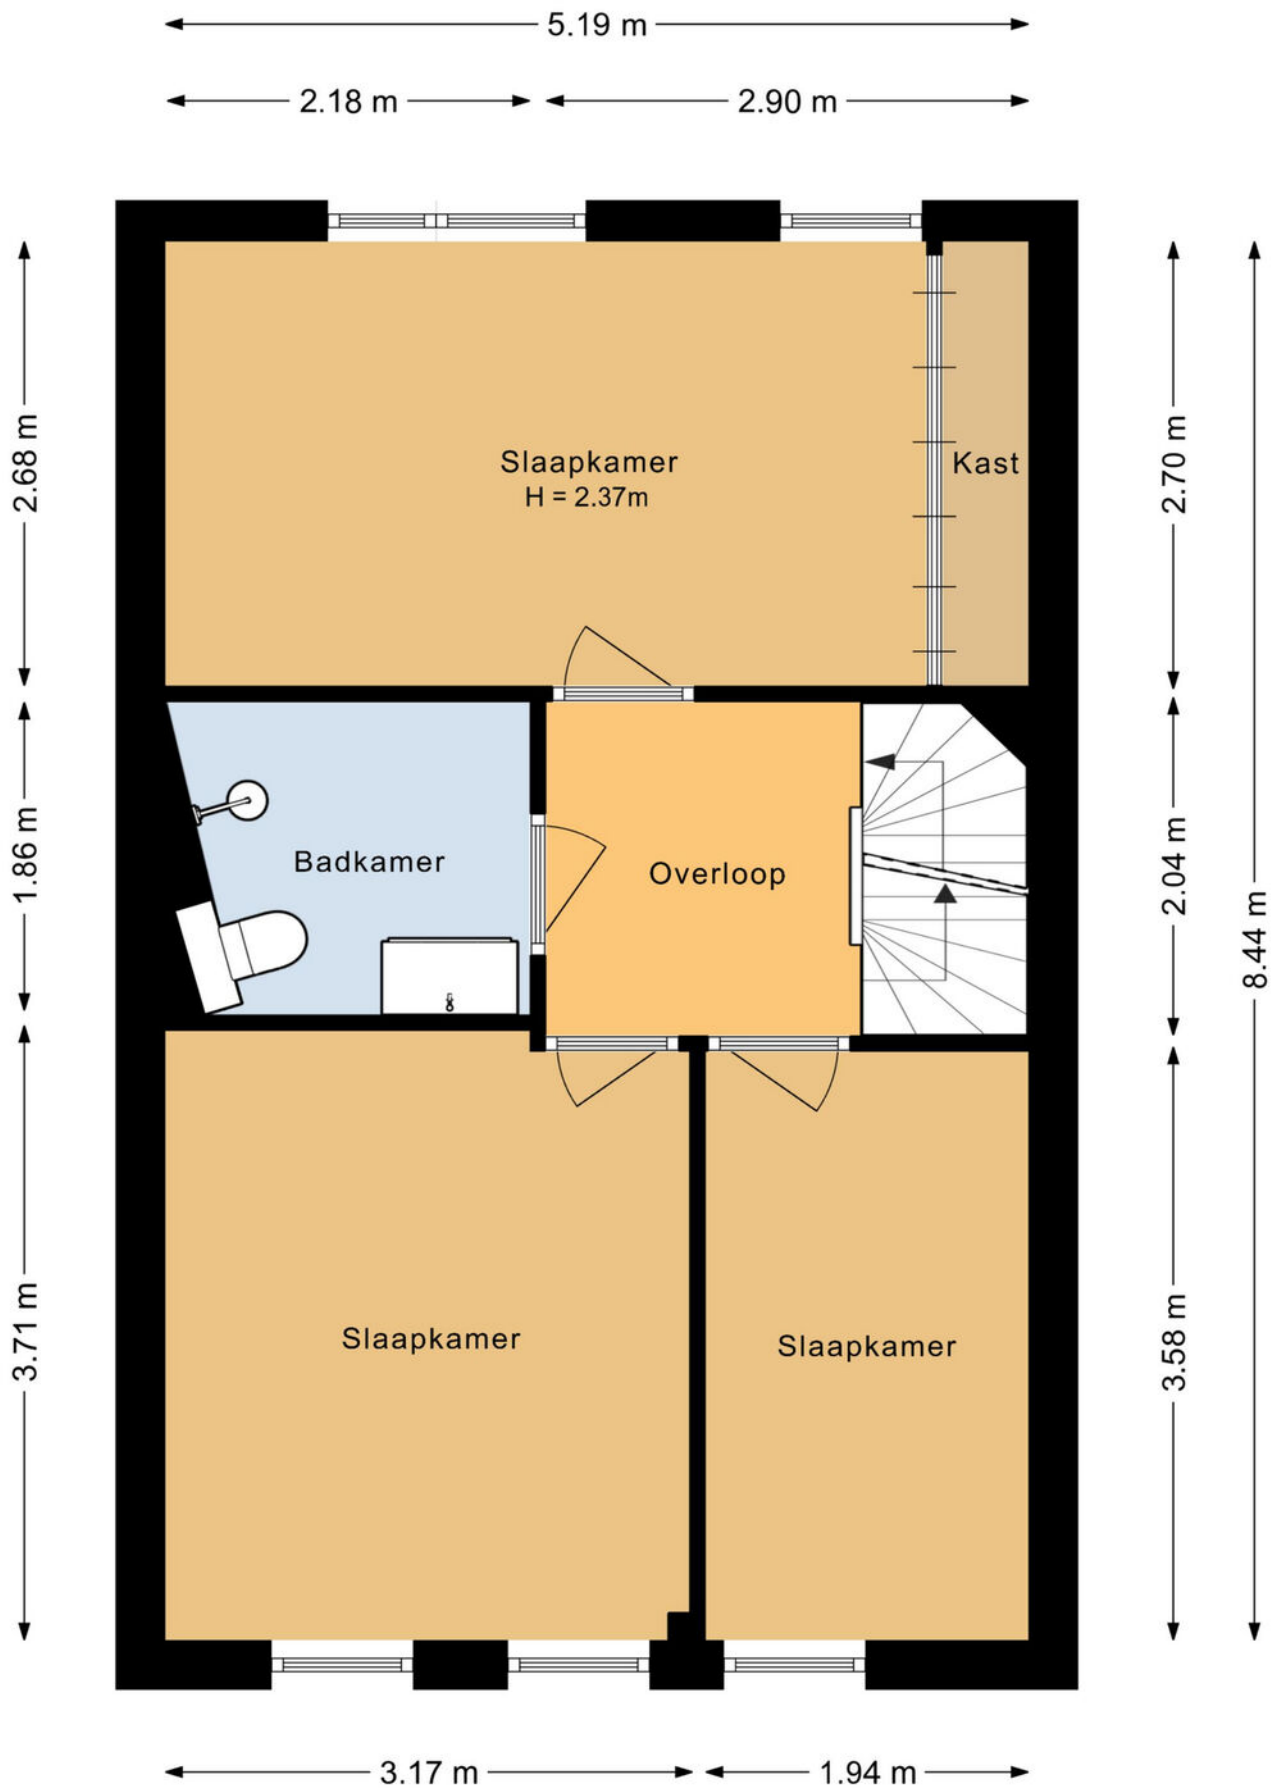 5.19 m
2.18 m
2.90 m
2.68 m
Slaapkamer
H = 2.37m
Kast
2.70 m
1.86 m
Badkamer
Overloop
2.04 m
8.44 m
3.71 m
Slaapkamer
Slaapkamer
3.58 m
3.17 m
1.94 m